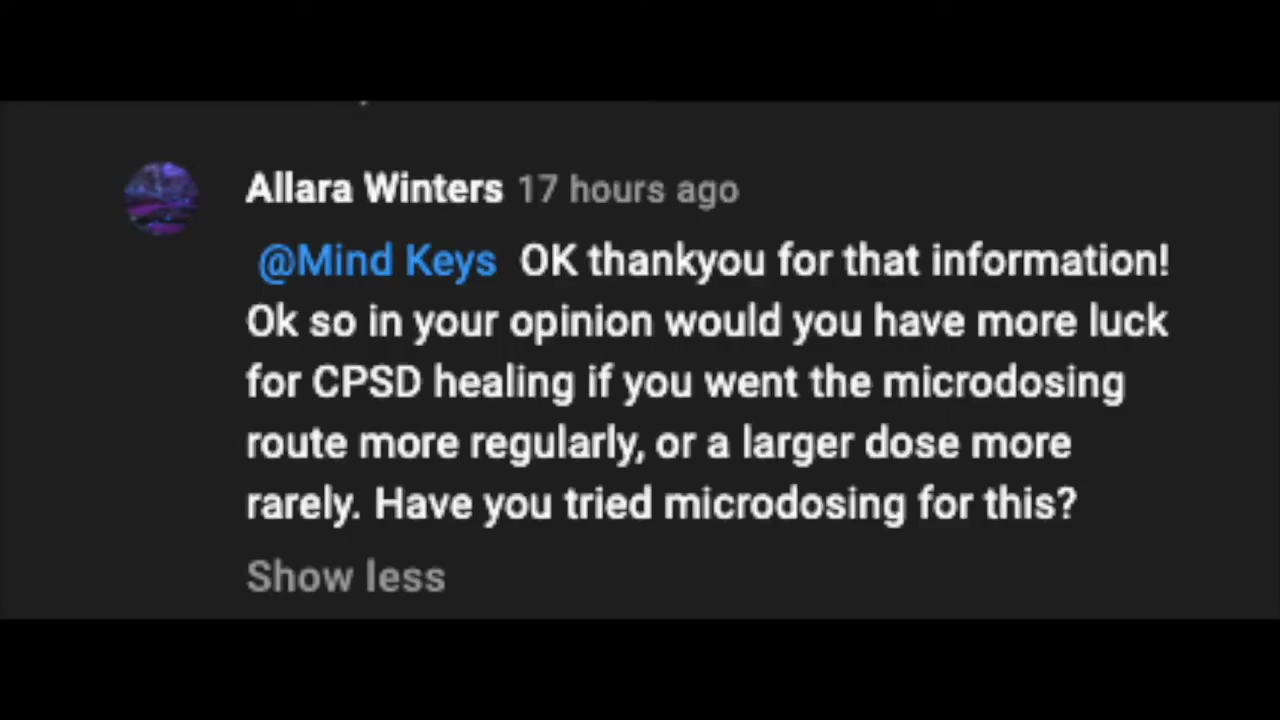 Allara Winters 17 hours ago
@Mind Keys OK thankyou for that information!
Ok so in your opinion would you have more luck
for CPSD healing if you went the microdosing
route more regularly, or a larger dose more
rarely. Have you tried microdosing for this?
Show less